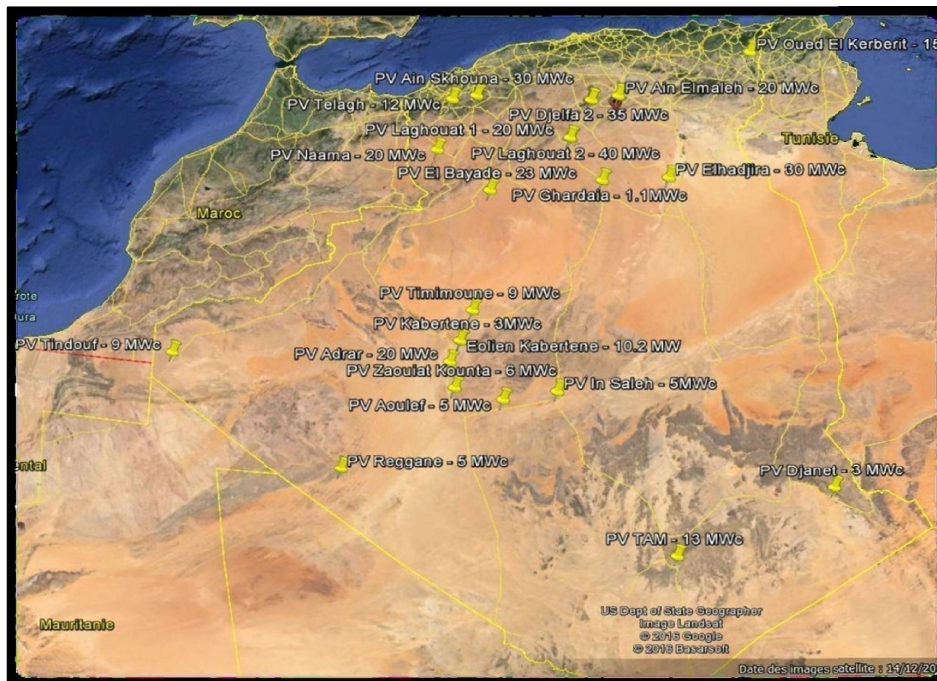 PV Oued El Kerberit - 15
PV Ain Skhouna - 30 MWc
PV Ain Elmaleh - 20 MWc
PV Telagh - 12 MWc
PV Djelfa 2 - 35 MWc
PV Laghouat 1 - 20 MWc
Tunisie
PV Naama - 20 MWc
PV Laghouat 2 - 40 MWc
PV El Bayade - 23 MWc
PV Elhadjira - 30 MWc
PV Ghardaia - 1.1MWc
Maroc
PV Timimoune - 9 MWc
rote
ura
PV Kabertene - 3MWc
PV Tindouf - 9 MWc
Eolien Kabertene - 10.2 MW
PV Adrar - 20 MWc
PV Zaouiat Kounta - 6 MWc
PV In Saleh - 5MWc
PV Aoulef - 5 MWc
ental
PV Reggane - 5 MWc
PV Djanet - 3 MWc
PV TAM - 13 MWc
Mauritanie
US Dept of State Geographer
Image Landsat
© 2016 Google
© 2016 Basarsoft
Date des images satellite : 14/12/20